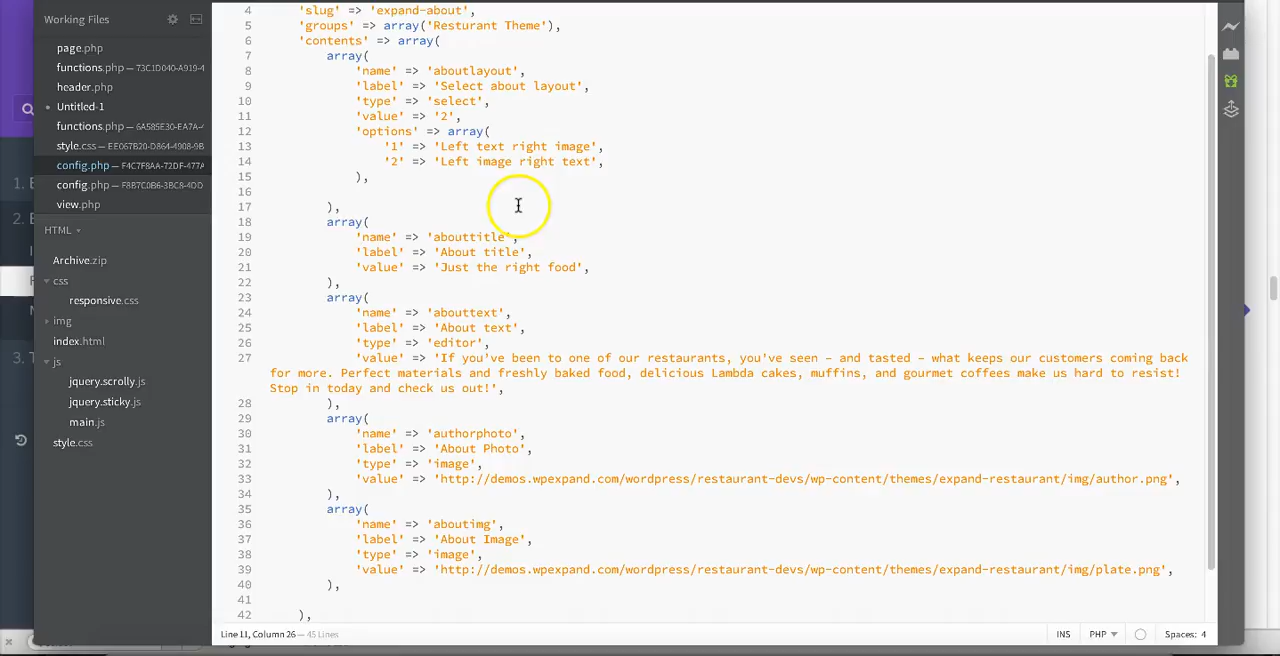 Working Files
page.php
functions.php — 73C1D040-A919-4
header.php
Untitled-1
functions.php — 6A585E30-EA7A-4
style.css — EE067B20-D864-4908-9B
config.php — F4C7F8AA-72DF-477A
config.php — F8B7C0B6-3BC8-4DD
view.php
HTML
Archive.zip
css
responsive.css
img
index.html
js
jquery.scrolly.js
jquery.sticky.js
main.js
style.css
4 'slug' => 'expand-about',
5 'groups' => array('Resturant Theme'),
6 'contents' => array(
7 array(
8 'name' => 'aboutlayout',
9 'label' => 'Select about layout',
10 'type' => 'select',
11 'value' => '2',
12 'options' => array(
13 '1' => 'Left text right image',
14 '2' => 'Left image right text',
15 ),
16
17 ),
18 array(
19 'name' => 'abouttitle',
20 'label' => 'About title',
21 'value' => 'Just the right food',
22 ),
23 array(
24 'name' => 'abouttext',
25 'label' => 'About text',
26 'type' => 'editor',
27 'value' => 'If you've been to one of our restaurants, you've seen – and tasted – what keeps our customers coming back
for more. Perfect materials and freshly baked food, delicious Lambda cakes, muffins, and gourmet coffees make us hard to resist!
Stop in today and check us out!',
28 ),
29 array(
30 'name' => 'authorphoto',
31 'label' => 'About Photo',
32 'type' => 'image',
33 'value' => 'http://demos.wpexpand.com/wordpress/restaurant-devs/wp-content/themes/expand-restaurant/img/author.png',
34 ),
35 array(
36 'name' => 'aboutimg',
37 'label' => 'About Image',
38 'type' => 'image',
39 'value' => 'http://demos.wpexpand.com/wordpress/restaurant-devs/wp-content/themes/expand-restaurant/img/plate.png',
40 ),
41
42 ),
Line 11, Column 26 — 45 Lines
INS
PHP
Spaces: 4
1.
2.
3.